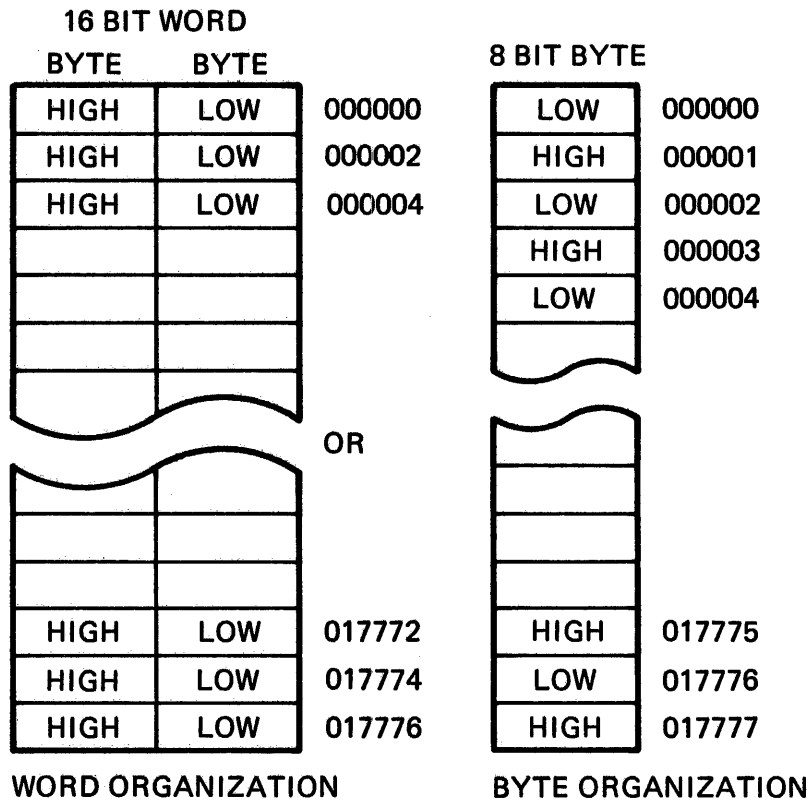 16 BIT WORD
BYTE BYTE
HIGH LOW 000000
HIGH LOW 000002
HIGH LOW 000004
OR
HIGH LOW 017772
HIGH LOW 017774
HIGH LOW 017776
WORD ORGANIZATION
8 BIT BYTE
LOW 000000
HIGH 000001
LOW 000002
HIGH 000003
LOW 000004
HIGH 017775
LOW 017776
HIGH 017777
BYTE ORGANIZATION